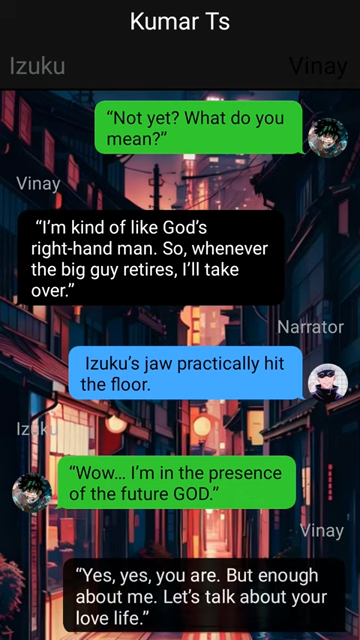 Kumar Ts
Izuku
Vinay
“Not yet? What do you
mean?”
Vinay
“I’m kind of like God’s
right-hand man. So, whenever
the big guy retires, I’ll take
over.”
Narrator
Izuku’s jaw practically hit
the floor.
Izuku
“Wow... I’m in the presence
of the future GOD.”
Vinay
“Yes, yes, you are. But enough
about me. Let’s talk about your
love life.”